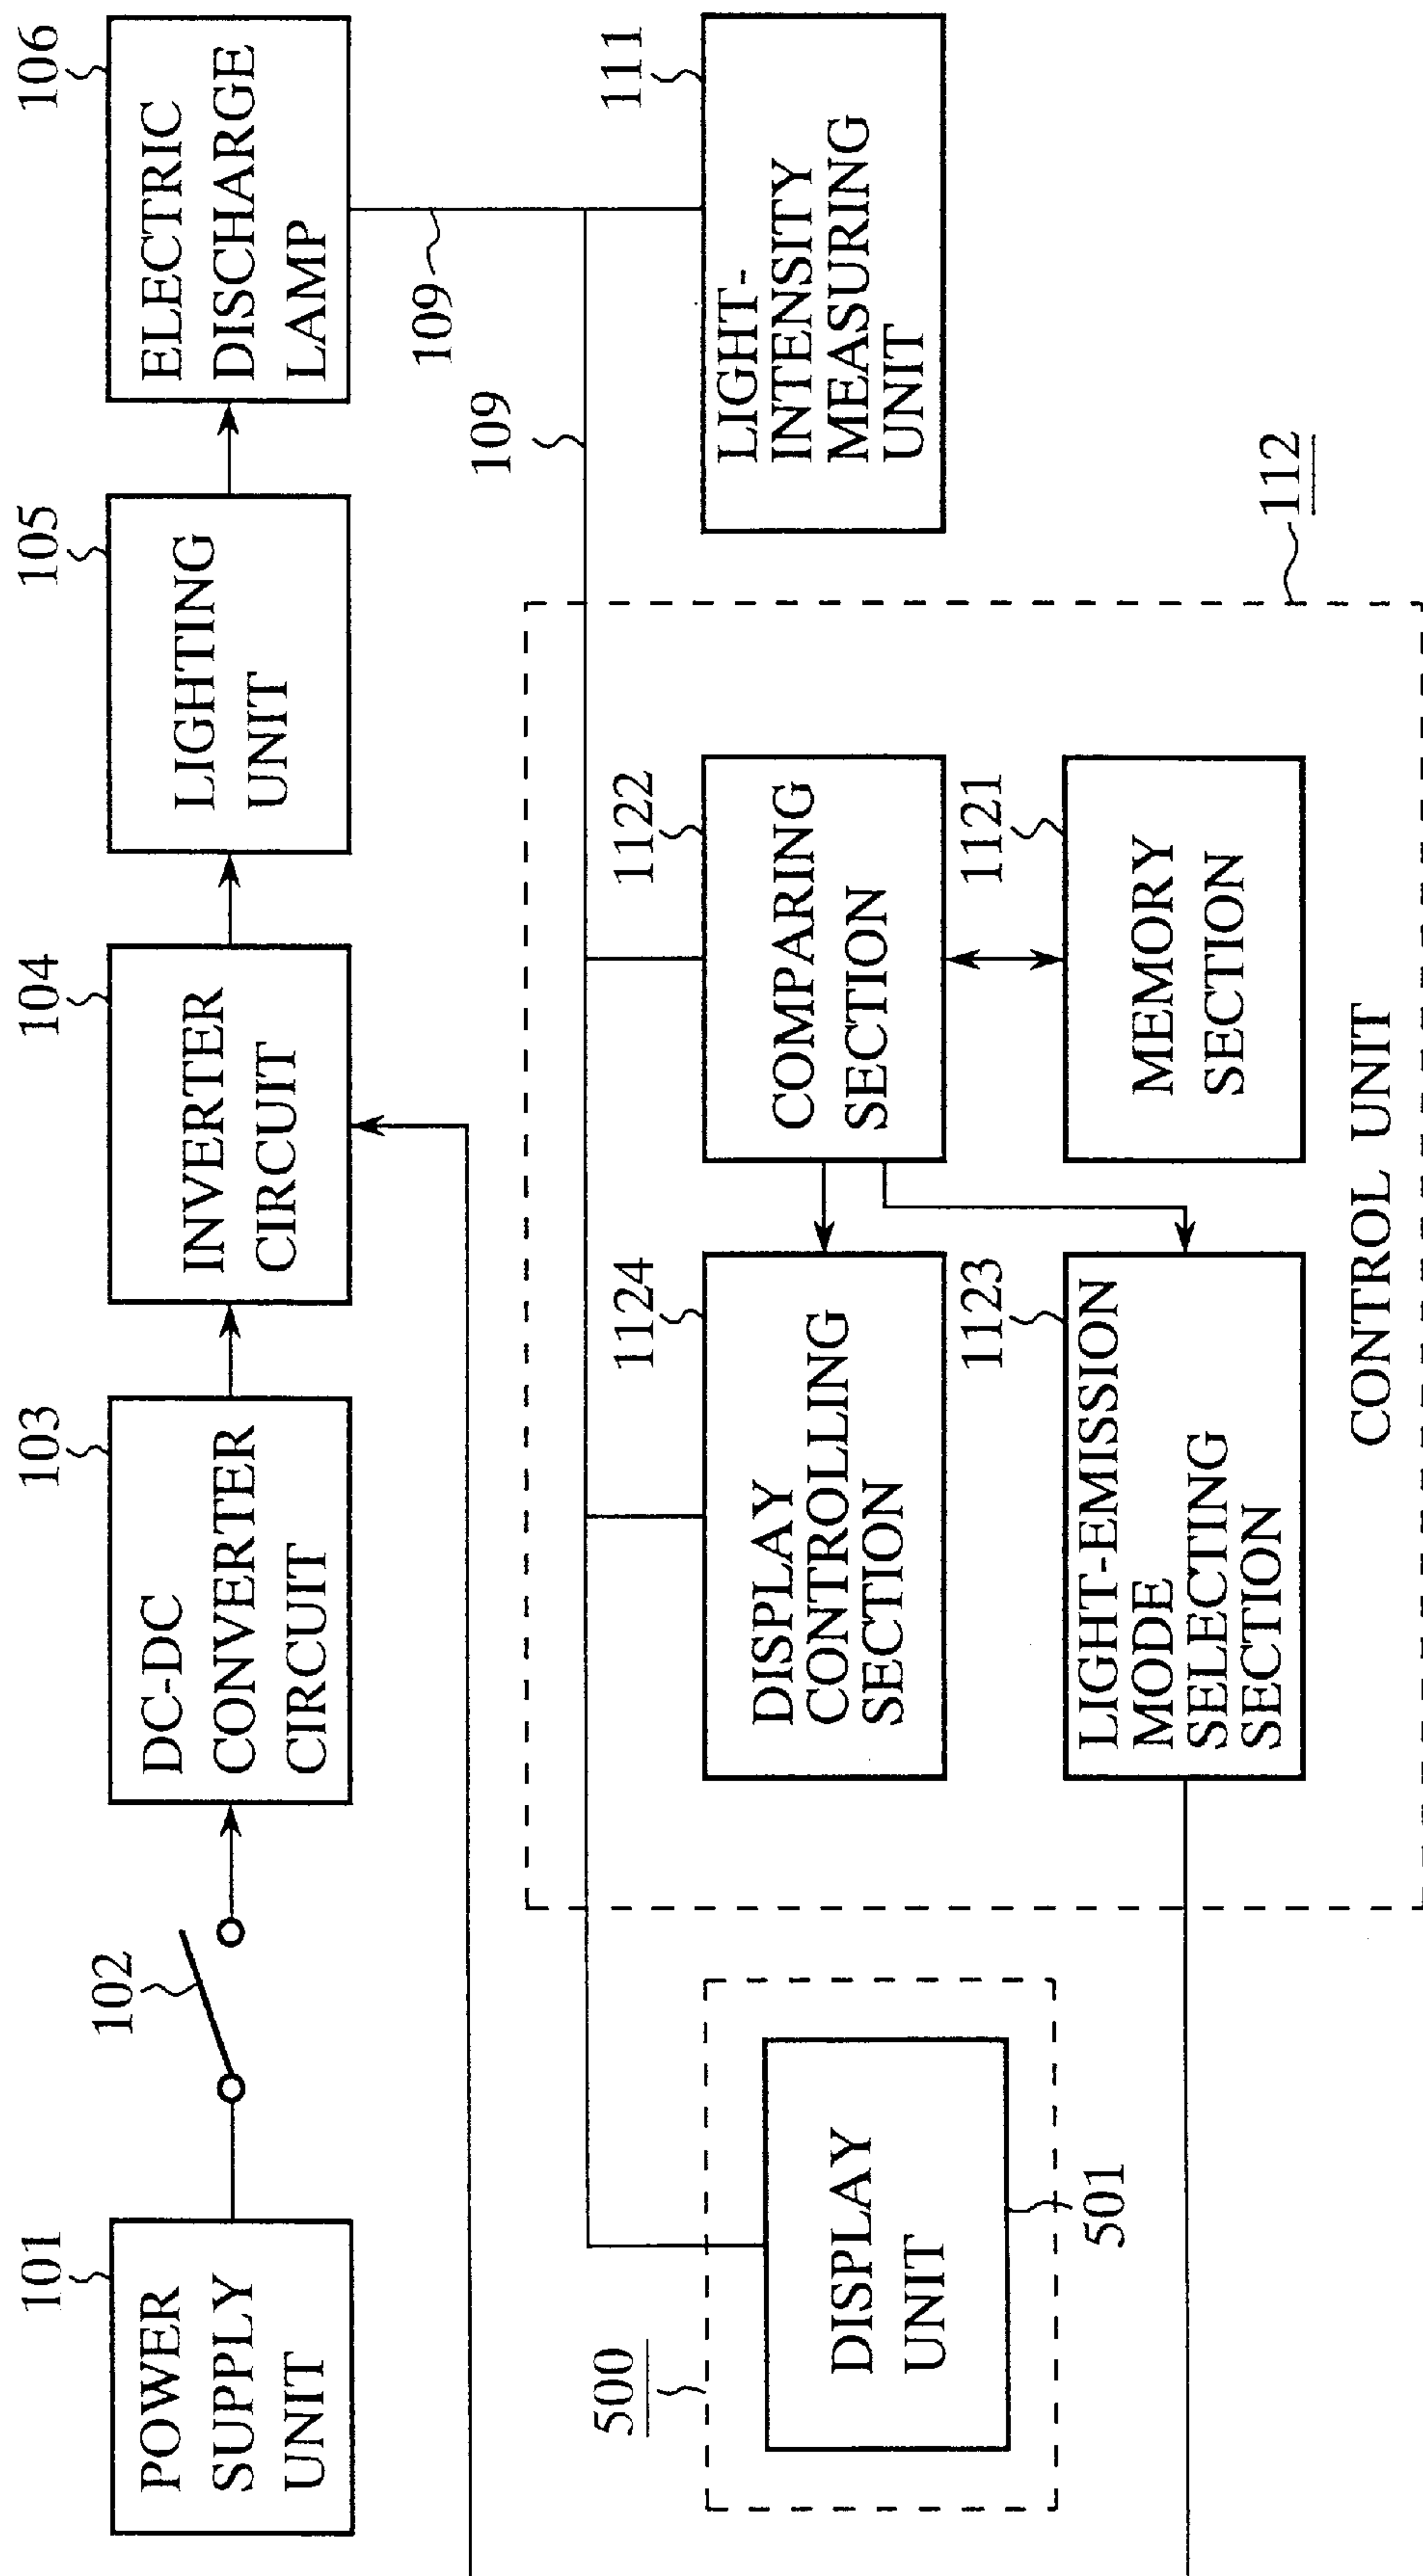 101
POWER
SUPPLY
UNIT
102
103
DC-DC
CONVERTER
CIRCUIT
104
INVERTER
CIRCUIT
105
LIGHTING
UNIT
106
ELECTRIC
DISCHARGE
LAMP
109
109
500
DISPLAY
UNIT
501
1124
DISPLAY
CONTROLLING
SECTION
1122
COMPARING
SECTION
111
LIGHT-
INTENSITY
MEASURING
UNIT
1123
LIGHT-EMISSION
MODE
SELECTING
SECTION
1121
MEMORY
SECTION
112
CONTROL UNIT